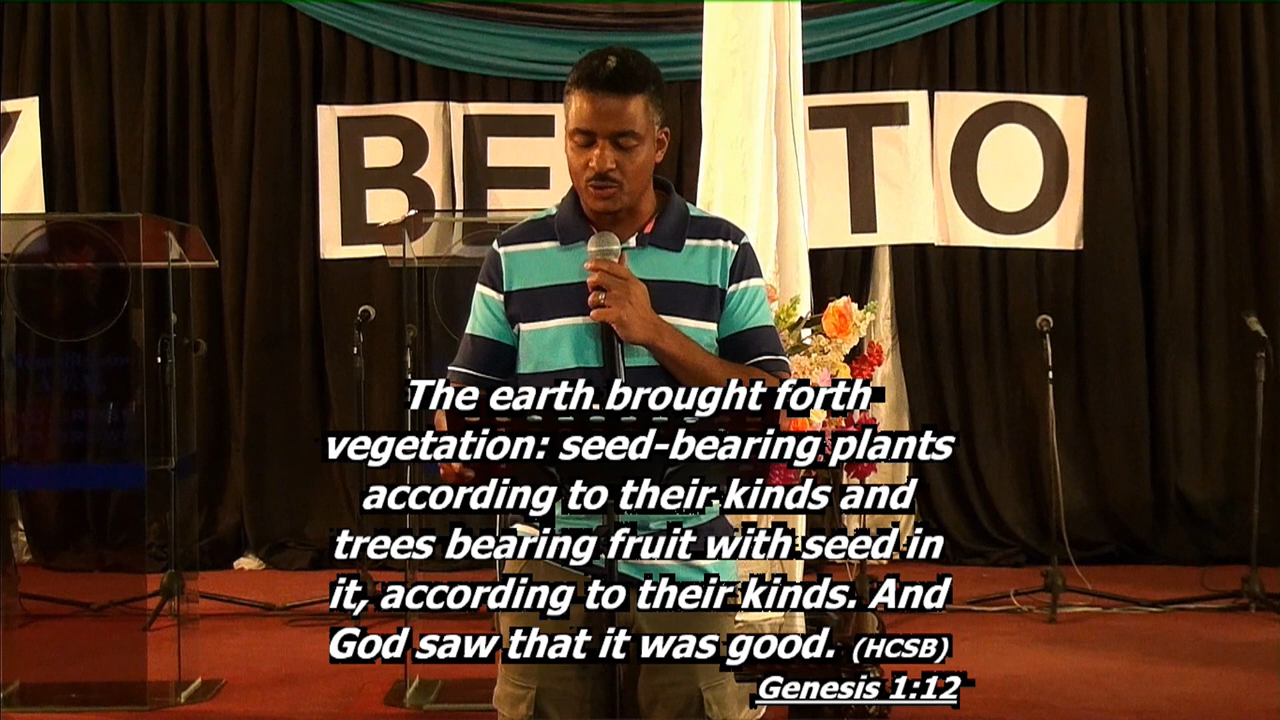 BE TO
The earth brought forth
vegetation: seed-bearing plants
according to their kinds and
trees bearing fruit with seed in
it, according to their kinds. And
God saw that it was good. (HCSB)
Genesis 1:12